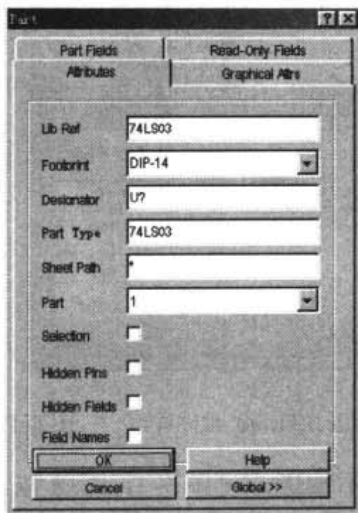 Part
Part Fields Read-Only Fields
Attributes Graphical Attrs
Lib Ref 74LS03
Footprint DIP-14
Designator U?
Part Type 74LS03
Sheet Path *
Part 1
Selection
Hidden Pins
Hidden Fields
Field Names
OK Help
Cancel Global >>